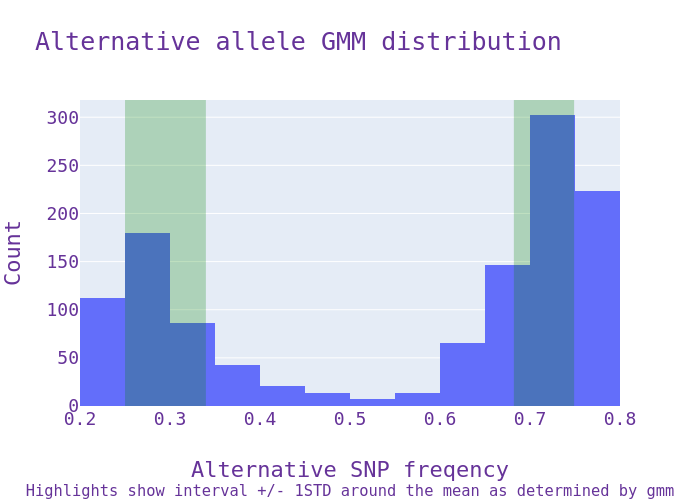 Alternative allele GMM distribution
300
250
200
150
100
50
0
Count
0.2 0.3 0.4 0.5 0.6 0.7 0.8
Alternative SNP freqency
Highlights show interval +/- 1STD around the mean as determined by gmm